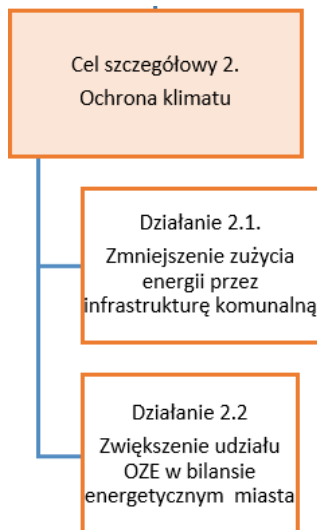 Cel szczegółowy 2.
Ochrona klimatu
Działanie 2.1.
Zmniejszenie zużycia
energii przez
infrastrukturę komunalną
Działanie 2.2
Zwiększenie udziału
OZE w bilansie
energetycznym  miasta